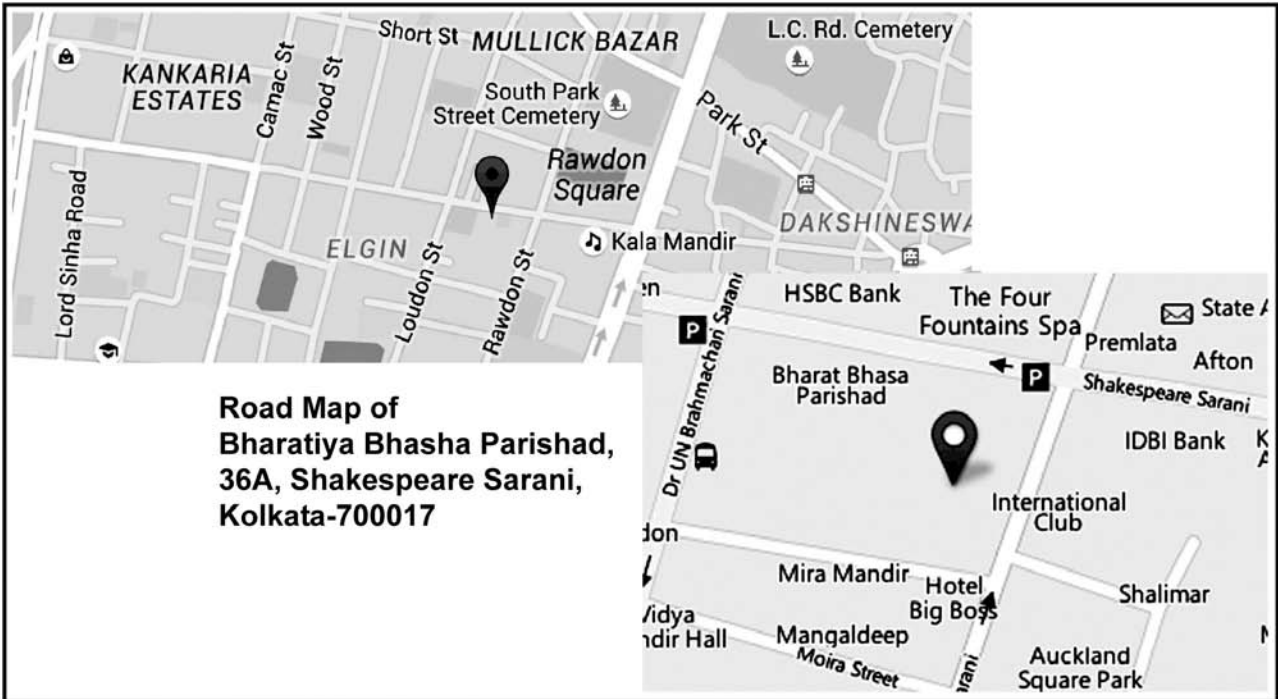 Short St
MULLICK BAZAR
L.C. Rd. Cemetery
KANKARIA
ESTATES
Camac St
Wood St
South Park
Street Cemetery
Park St
Rawdon
Square
Lord Sinha Road
ELGIN
Loudon St
Rawdon St
Kala Mandir
DAKSHINESWA
Road Map of
Bharatiya Bhasha Parishad,
36A, Shakespeare Sarani,
Kolkata-700017
en
HSBC Bank
The Four
Fountains Spa
State A
P
Dr UN Brahmachari Sarani
Premlata
Afton
P
Bharat Bhasa
Parishad
Shakespeare Sarani
IDBI Bank
International
Club
don
Mira Mandir
Hotel
Big Boss
Shalimar
Vidya
ndir Hall
Mangaldeep
Moira Street
arani
Auckland
Square Park